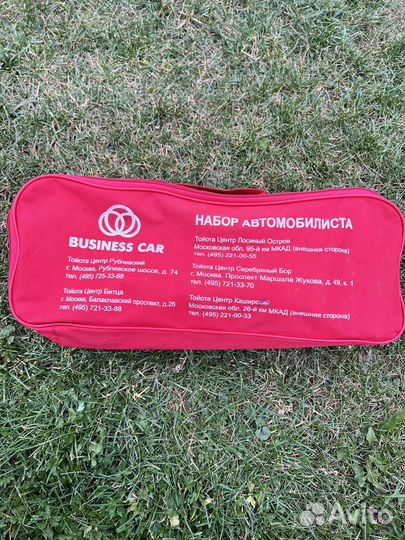 BUSINESS CAR
Тойота Центр Рублевский
г. Москва, Рублевское шоссе, д. 74
тел. (495) 725-33-88
Тойота Центр Битца
г. Москва, Балаклавский проспект, д.26
тел. (495) 721-33-88
НАБОР АВТОМОБИЛИСТА
Тойота Центр Лосиный Остров
Московская обл. 95-й км МКАД (внешняя сторона)
тел. (495) 221-00-55
Тойота Центр Серебряный Бор
г. Москва, Проспект Маршала Жукова, д. 49, к. 1
тел. (495) 721-33-70
Тойота Центр Каширский
Московская обл. 26-й км МКАД (внешняя сторона)
тел. (495) 221-00-33
Avito